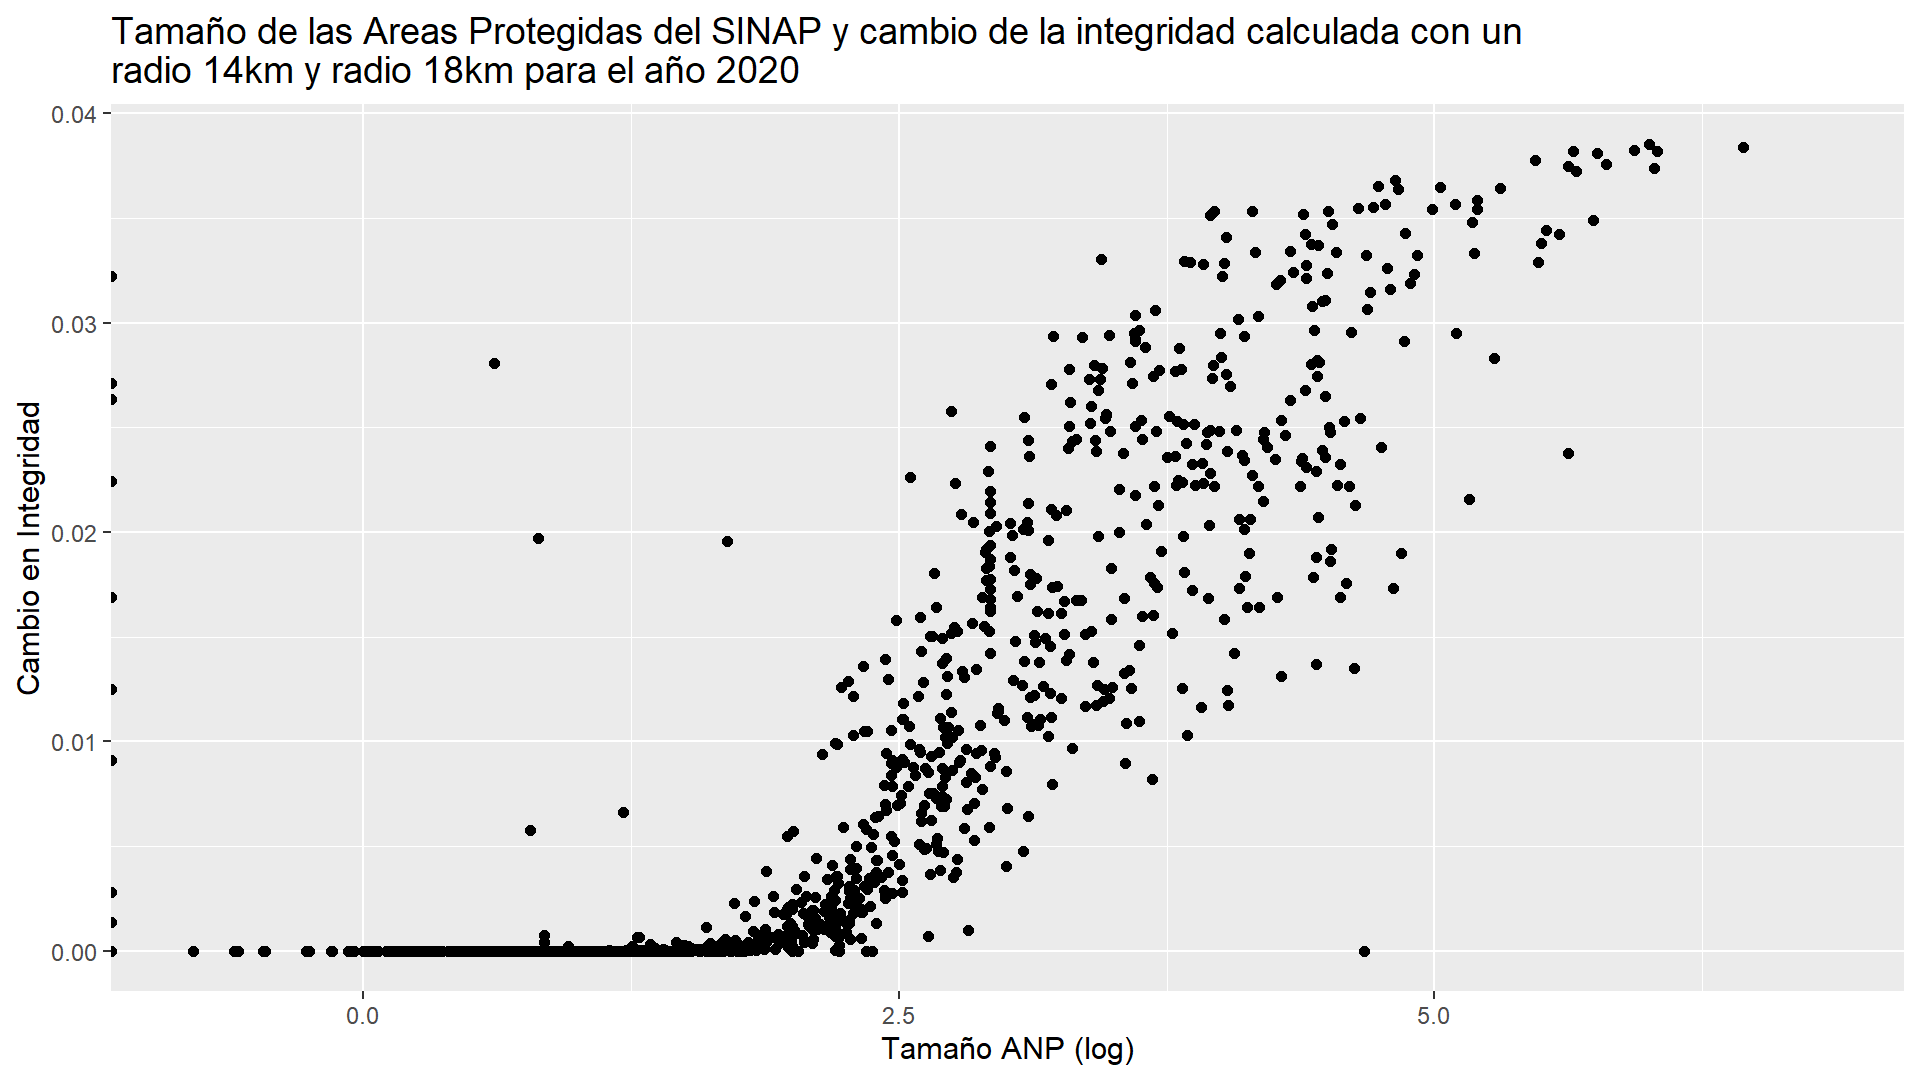 Tamaño de las Areas Protegidas del SINAP y cambio de la integridad calculada con un
radio 14km y radio 18km para el año 2020
0.04
0.03
0.02
0.01
0.00
Cambio en Integridad
0.0
2.5
5.0
Tamaño ANP (log)